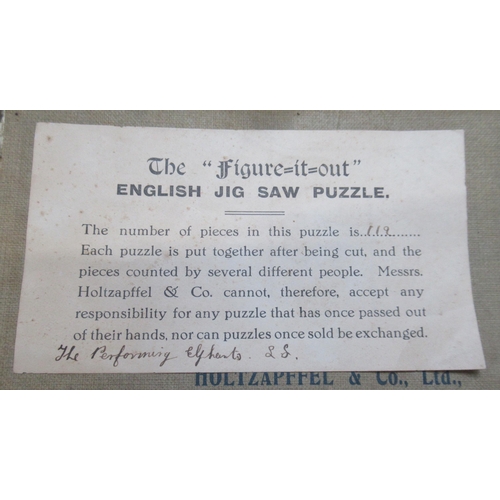 The "Figure=it=out"
ENGLISH JIG SAW PUZZLE.
The number of pieces in this puzzle is..119........
Each puzzle is put together after being cut, and the
pieces counted by several different people. Messrs.
Holtzapffel & Co. cannot, therefore, accept any
responsibility for any puzzle that has once passed out
of their hands, nor can puzzles once sold be exchanged.
The Performing
HOLTZAPFFEL & Co., Ltd.,